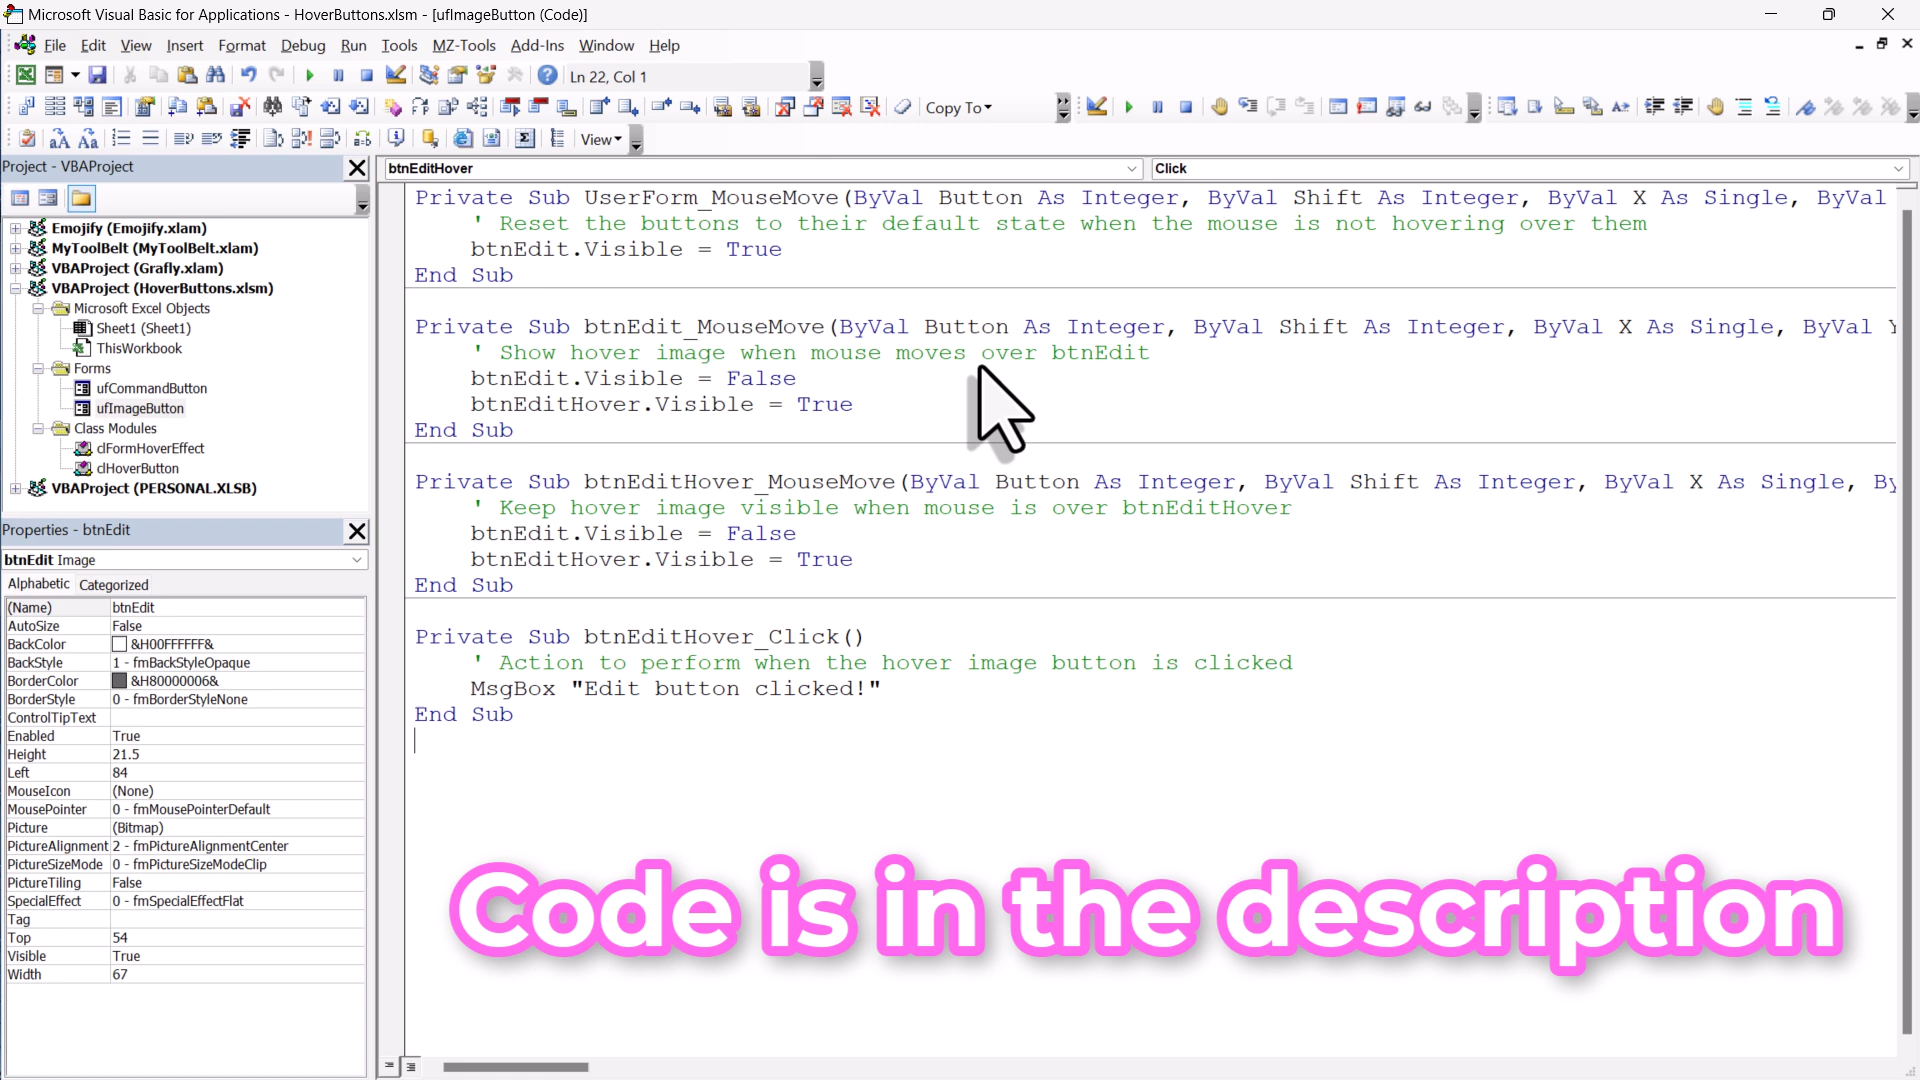 Microsoft Visual Basic for Applications - HoverButtons.xlsm - [ufImageButton (Code)]
File Edit View Insert Format Debug Run Tools MZ-Tools Add-Ins Window Help
Ln 22, Col 1
Copy To
View
Project - VBAProject
btnEditHover
Click
Emojify (Emojify.xlam)
MyToolBelt (MyToolBelt.xlam)
VBAProject (Grafly.xlam)
VBAProject (HoverButtons.xlsm)
Microsoft Excel Objects
Sheet1 (Sheet1)
ThisWorkbook
Forms
ufCommandButton
ufImageButton
Class Modules
clFormHoverEffect
clHoverButton
VBAProject (PERSONAL.XLSB)
Properties - btnEdit
btnEdit Image
Alphabetic Categorized
(Name) btnEdit
AutoSize False
BackColor &H00FFFFFF&
BackStyle 1 - fmBackStyleOpaque
BorderColor &H80000006&
BorderStyle 0 - fmBorderStyleNone
ControlTipText
Enabled True
Height 21.5
Left 84
MouseIcon (None)
MousePointer 0 - fmMousePointerDefault
Picture (Bitmap)
PictureAlignment 2 - fmPictureAlignmentCenter
PictureSizeMode 0 - fmPictureSizeModeClip
PictureTiling False
SpecialEffect 0 - fmSpecialEffectFlat
Tag
Top 54
Visible True
Width 67
Private Sub UserForm_MouseMove(ByVal Button As Integer, ByVal Shift As Integer, ByVal X As Single, ByVal
' Reset the buttons to their default state when the mouse is not hovering over them
btnEdit.Visible = True
End Sub
Private Sub btnEdit_MouseMove(ByVal Button As Integer, ByVal Shift As Integer, ByVal X As Single, ByVal Y
' Show hover image when mouse moves over btnEdit
btnEdit.Visible = False
btnEditHover.Visible = True
End Sub
Private Sub btnEditHover_MouseMove(ByVal Button As Integer, ByVal Shift As Integer, ByVal X As Single, By
' Keep hover image visible when mouse is over btnEditHover
btnEdit.Visible = False
btnEditHover.Visible = True
End Sub
Private Sub btnEditHover_Click()
' Action to perform when the hover image button is clicked
MsgBox "Edit button clicked!"
End Sub
Code is in the description